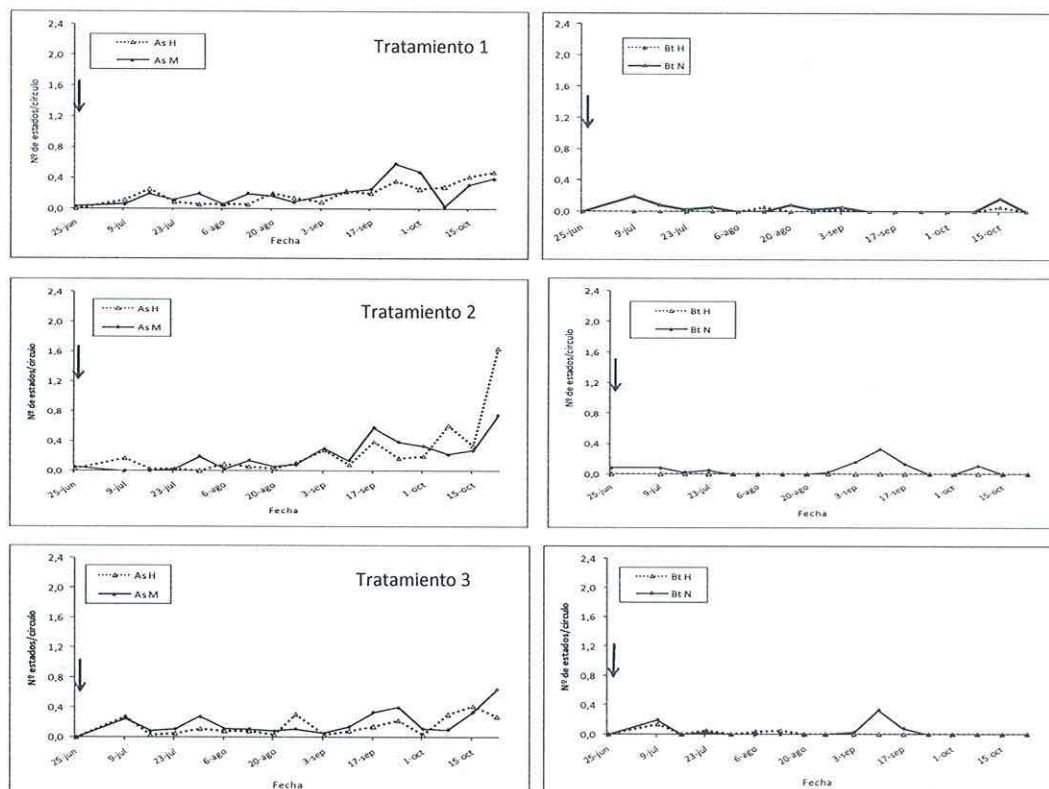 2,4
2,0
1,6
1,2
0,8
0,4
0,0
Nº de estados/círculo
As H
As M
Tratamiento 1
25-jun
9-jul
23-jul
6-ago
20-ago
3-sep
17-sep
1-oct
15-oct
Fecha
2,4
2,0
1,6
1,2
0,8
0,4
0,0
Nº de estados/círculo
Bt H
Bt N
25-jun
9-jul
23-jul
6-ago
20-ago
3-sep
17-sep
1-oct
15-oct
Fecha
2,4
2,0
1,6
1,2
0,8
0,4
0,0
Nº de estados/círculo
As H
As M
Tratamiento 2
25-jun
9-jul
23-jul
6-ago
20-ago
3-sep
17-sep
1-oct
15-oct
Fecha
2,4
2,0
1,6
1,2
0,8
0,4
0,0
Nº de estados/círculo
Bt H
Bt N
25-jun
9-jul
23-jul
6-ago
20-ago
3-sep
17-sep
1-oct
15-oct
Fecha
2,4
2,0
1,6
1,2
0,8
0,4
0,0
Nº de estados/círculo
As H
As M
Tratamiento 3
25-jun
9-jul
23-jul
6-ago
20-ago
3-sep
17-sep
1-oct
15-oct
Fecha
2,4
2,0
1,6
1,2
0,8
0,4
0,0
Nº de estados/círculo
Bt H
Bt N
25-jun
9-jul
23-jul
6-ago
20-ago
3-sep
17-sep
1-oct
15-oct
Fecha